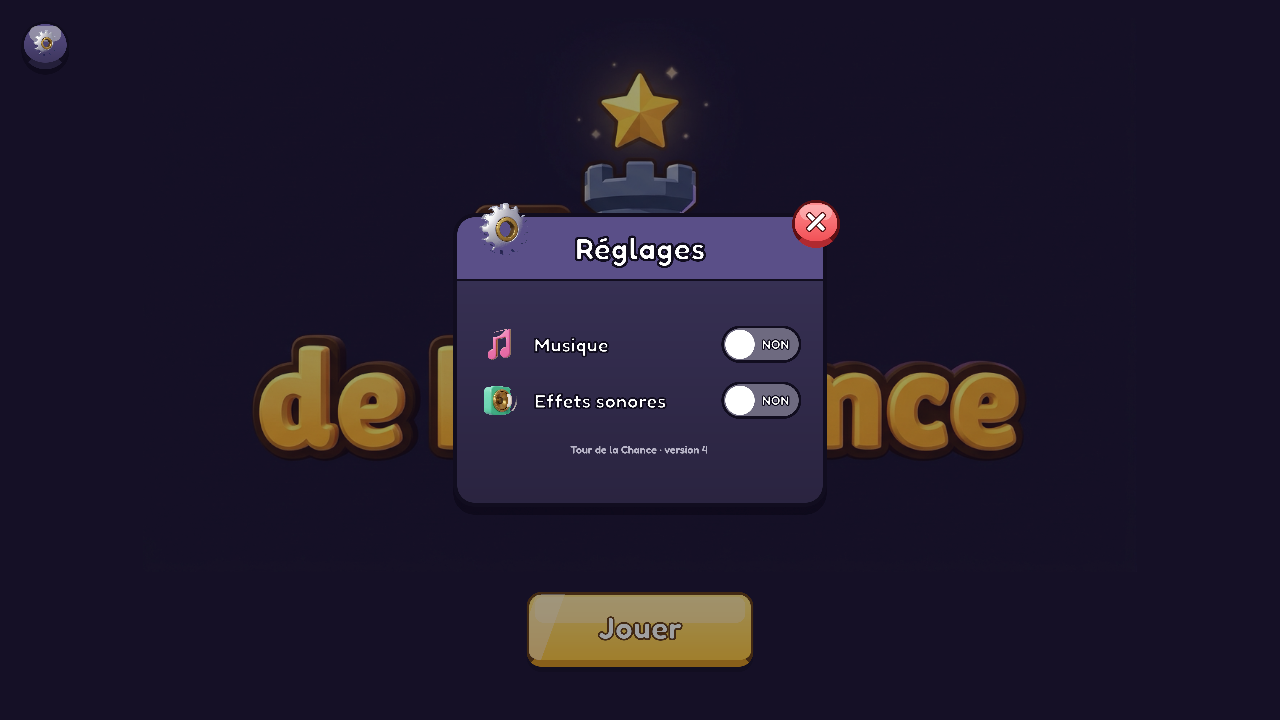 Réglages
Musique NON
Effets sonores NON
Tour de la Chance · version 4
de l
nce
Jouer